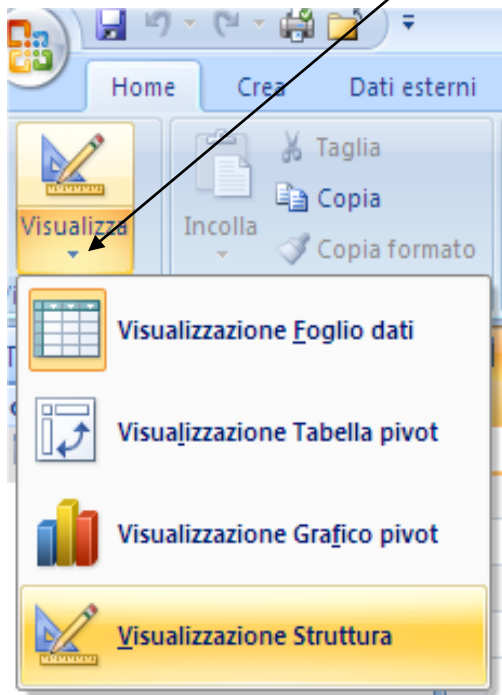 Home Crea Dati esterni
Taglia
Copia
Visualizza Incolla
Copia formato
Visualizzazione Foglio dati
Visualizzazione Tabella pivot
Visualizzazione Grafico pivot
Visualizzazione Struttura